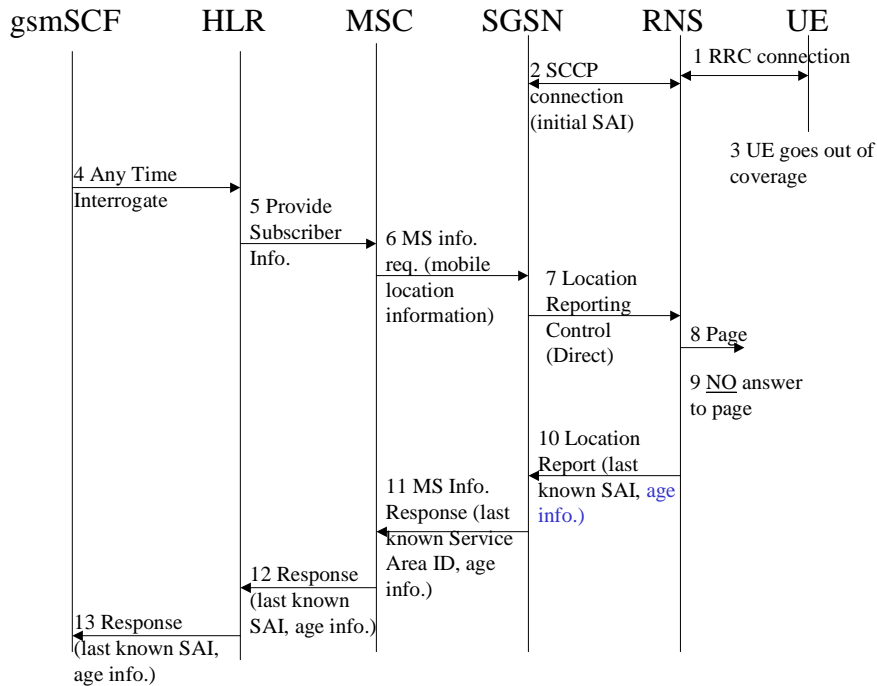 gsmSCF HLR MSC SGSN RNS UE
1 RRC connection
2 SCCP
connection
(initial SAI)
3 UE goes out of
coverage
4 Any Time
Interrogate
5 Provide
Subscriber
Info.
6 MS info.
req. (mobile
location
information)
7 Location
Reporting
Control
(Direct)
8 Page
9 NO answer
to page
10 Location
Report (last
known SAI, age
info.)
11 MS Info.
Response (last
known Service
Area ID, age
info.)
12 Response
(last known
SAI, age info.)
13 Response
(last known SAI,
age info.)